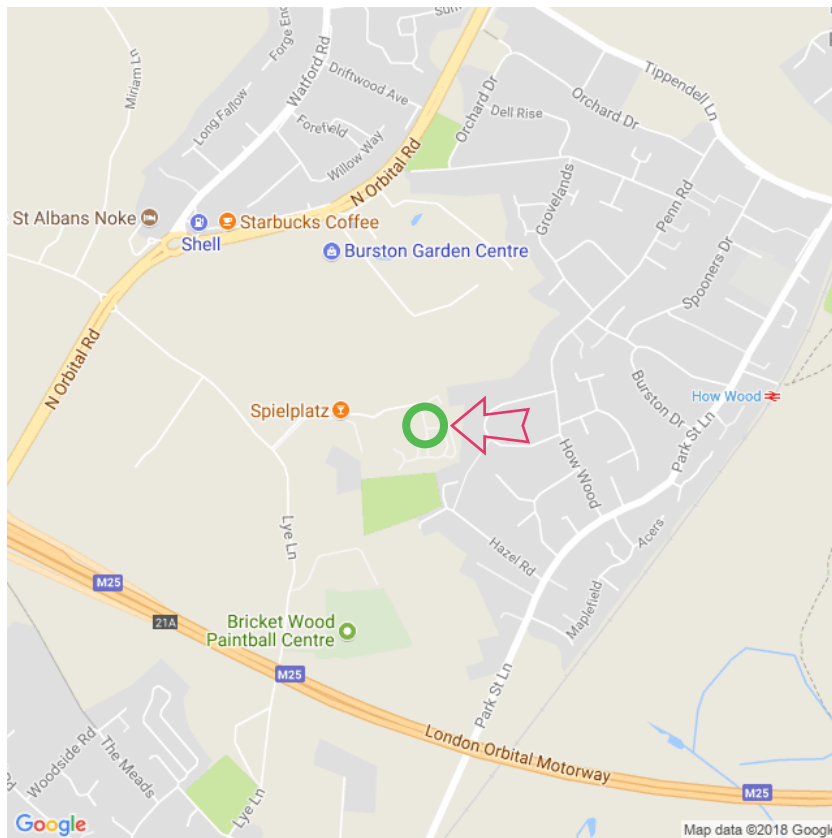 Forge End
Sum
Miriam Ln
Watford Rd
Driftwood Ave
Long Fallow
Forefield
Willow Way
Orchard Dr
Dell Rise
Orchard Dr
Tippendell Ln
N Orbital Rd
Grovelands
Penn Rd
St Albans Noke
Starbucks Coffee
Shell
Burston Garden Centre
Spooners Dr
N Orbital Rd
Spielplatz
Burston Dr
How Wood
Park St Ln
How Wood
Lye Ln
Hazel Rd
Acers
Maplefield
M25
21A
Bricket Wood
Paintball Centre
M25
Park St Ln
London Orbital Motorway
Woodside Rd
The Meads
Rd
Lye Ln
M25
Google
Map data ©2018 Google